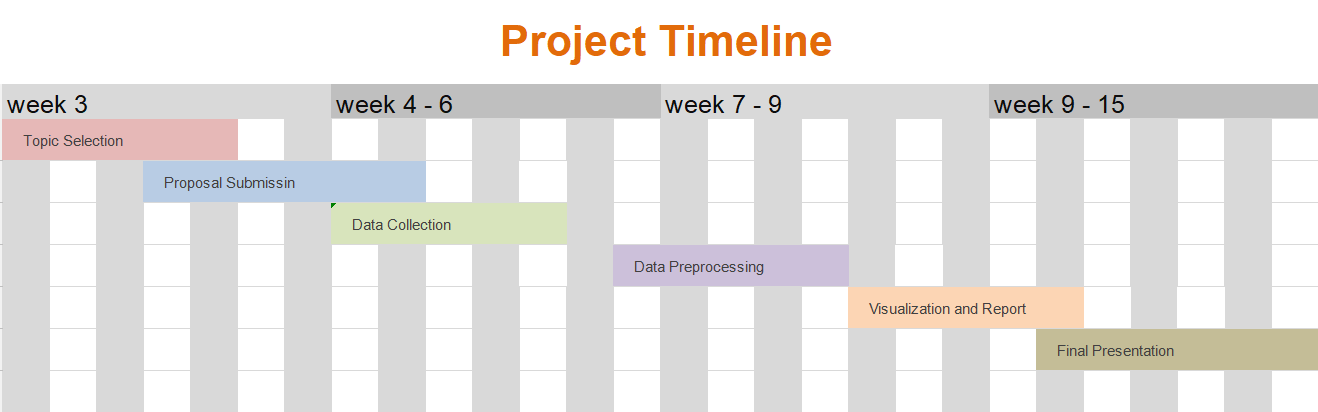 Project Timeline
week 3
week 4 - 6
week 7 - 9
week 9 - 15
Topic Selection
Proposal Submissin
Data Collection
Data Preprocessing
Visualization and Report
Final Presentation